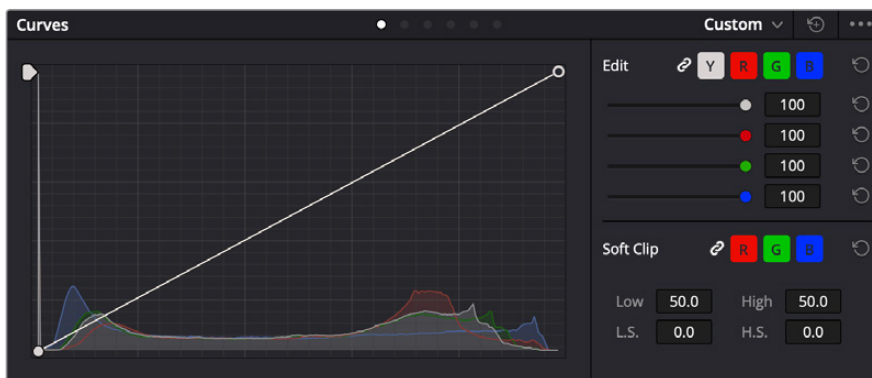 Curves Custom
Edit Y R G B
100
100
100
100
Soft Clip R G B
Low 50.0 High 50.0
L.S. 0.0 H.S. 0.0